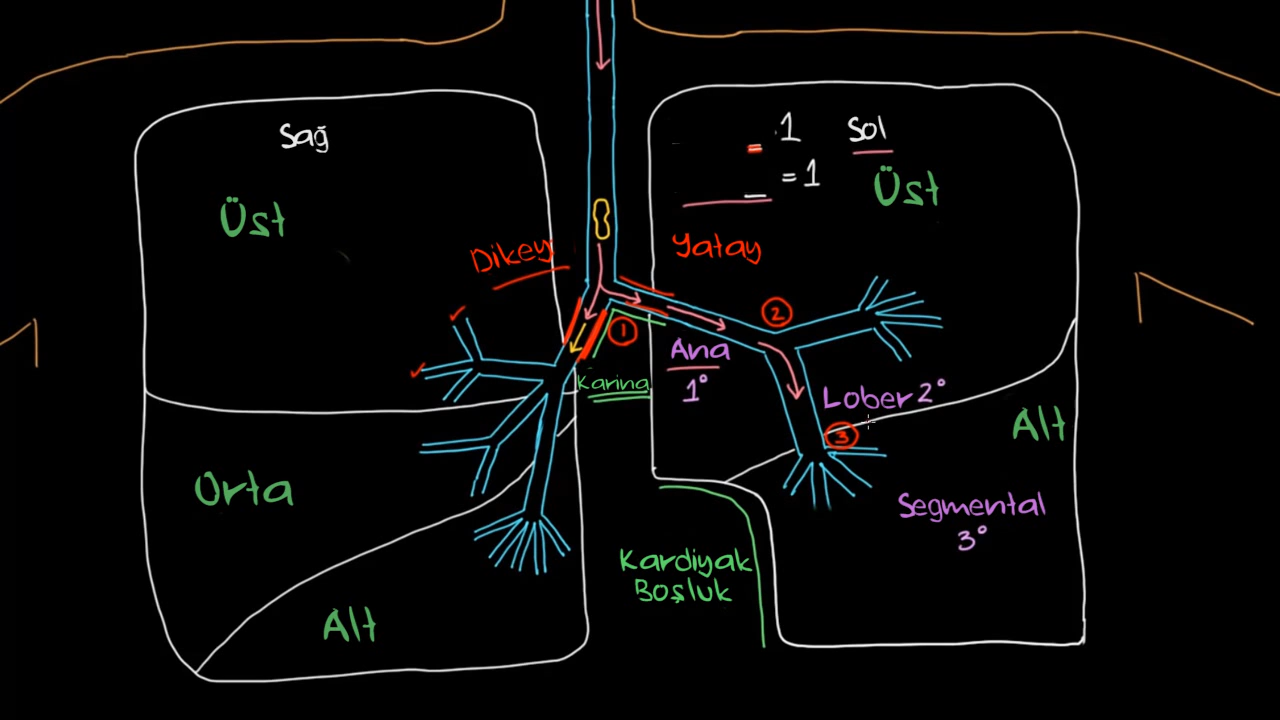 Sağ
Üst
Orta
Alt
Dikey
Karina
1
= 1
_ = 1
Sol
Üst
Yatay
2
Ana
1°
Lober 2°
3
Alt
Segmental
3°
Kardiyak
Boşluk